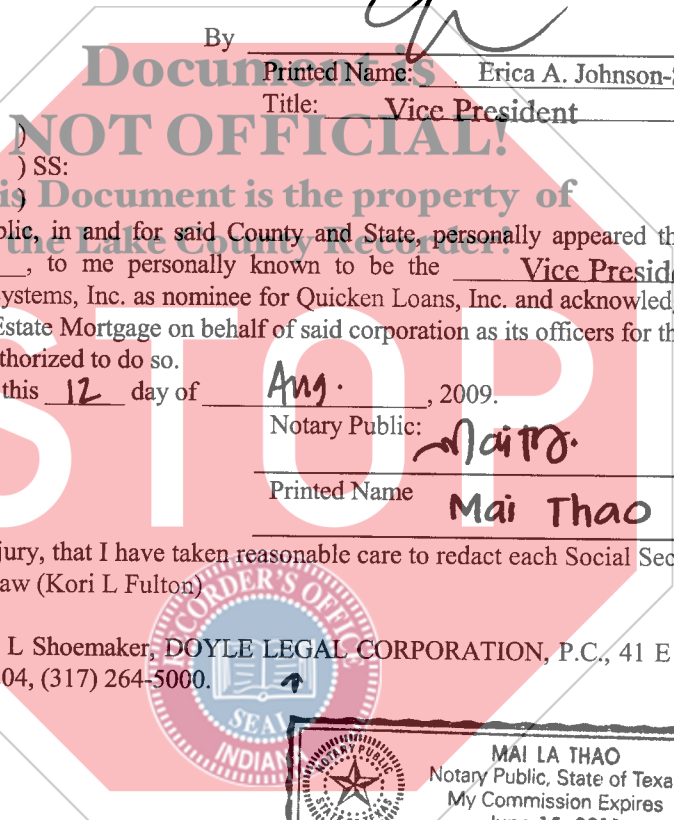 By
Document is
Printed Name: Erica A. Johnson-
Title: Vice President
NOT OFFICIAL!
)
) SS:
)
is Document is the property of
the Lake County Recorder!
blic, in and for said County and State, personally appeared th
, to me personally known to be the Vice Presid
ystems, Inc. as nominee for Quicken Loans, Inc. and acknowled
Estate Mortgage on behalf of said corporation as its officers for th
thorized to do so.
this 12 day of Aug. , 2009.
STOP
Notary Public: Mai
Printed Name Mai Thao
jury, that I have taken reasonable care to redact each Social Sec
aw (Kori L Fulton)
RECORDER'S OFFICE
L Shoemaker, DOYLE LEGAL CORPORATION, P.C., 41 E
04, (317) 264-5000.
SEAL
INDIANA
NOTARY PUBLIC
MAI LA THAO
Notary Public, State of Texa
My Commission Expires